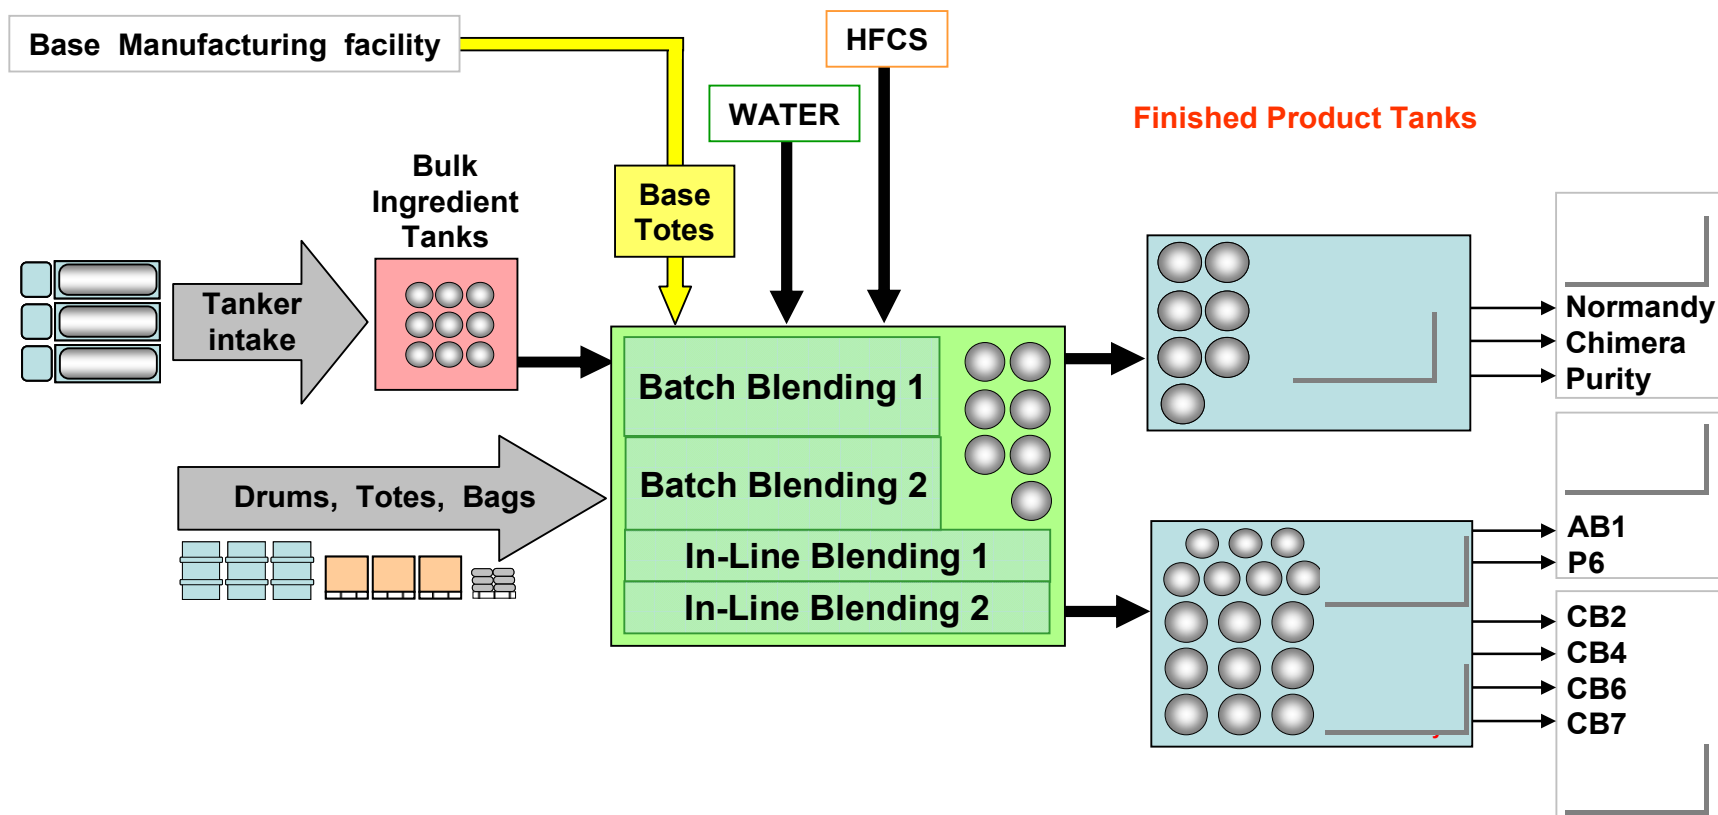 Base Manufacturing facility
HFCS
WATER
Finished Product Tanks
Bulk
Ingredient
Tanks
Base
Totes
Tanker
intake
Drums, Totes, Bags
Batch Blending 1
Batch Blending 2
In-Line Blending 1
In-Line Blending 2
Normandy
Chimera
Purity
AB1
P6
CB2
CB4
CB6
CB7